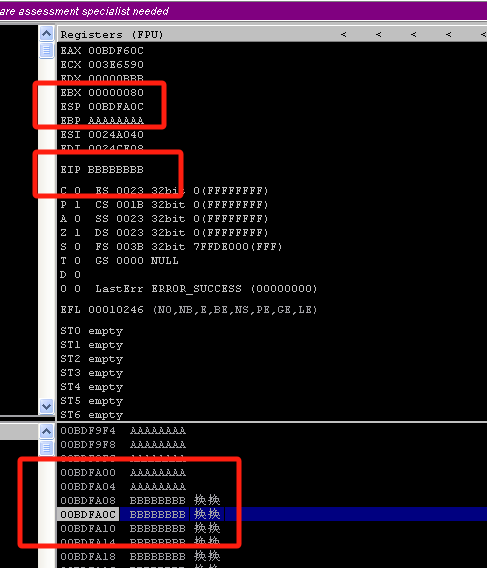 are assessment specialist needed
Registers (FPU) < < < < <
EAX 00BDF60C
ECX 003E6590
EDX 00000BBB
EBX 00000080
ESP 00BDFA0C
EBP AAAAAAAA
ESI 0024A040
EDI 0024CE08
EIP BBBBBBBB
C 0 ES 0023 32bit 0(FFFFFFFF)
P 1 CS 001B 32bit 0(FFFFFFFF)
A 0 SS 0023 32bit 0(FFFFFFFF)
Z 1 DS 0023 32bit 0(FFFFFFFF)
S 0 FS 003B 32bit 7FFDE000(FFF)
T 0 GS 0000 NULL
D 0
O 0 LastErr ERROR_SUCCESS (00000000)
EFL 00010246 (NO,NB,E,BE,NS,PE,GE,LE)
ST0 empty
ST1 empty
ST2 empty
ST3 empty
ST4 empty
ST5 empty
ST6 empty
00BDF9F4 AAAAAAAA
00BDF9F8 AAAAAAAA
00BDF9FC AAAAAAAA
00BDFA00 AAAAAAAA
00BDFA04 AAAAAAAA
00BDFA08 BBBBBBBB 换换
00BDFA0C BBBBBBBB 换换
00BDFA10 BBBBBBBB 换换
00BDFA14 BBBBBBBB 换换
00BDFA18 BBBBBBBB 换换